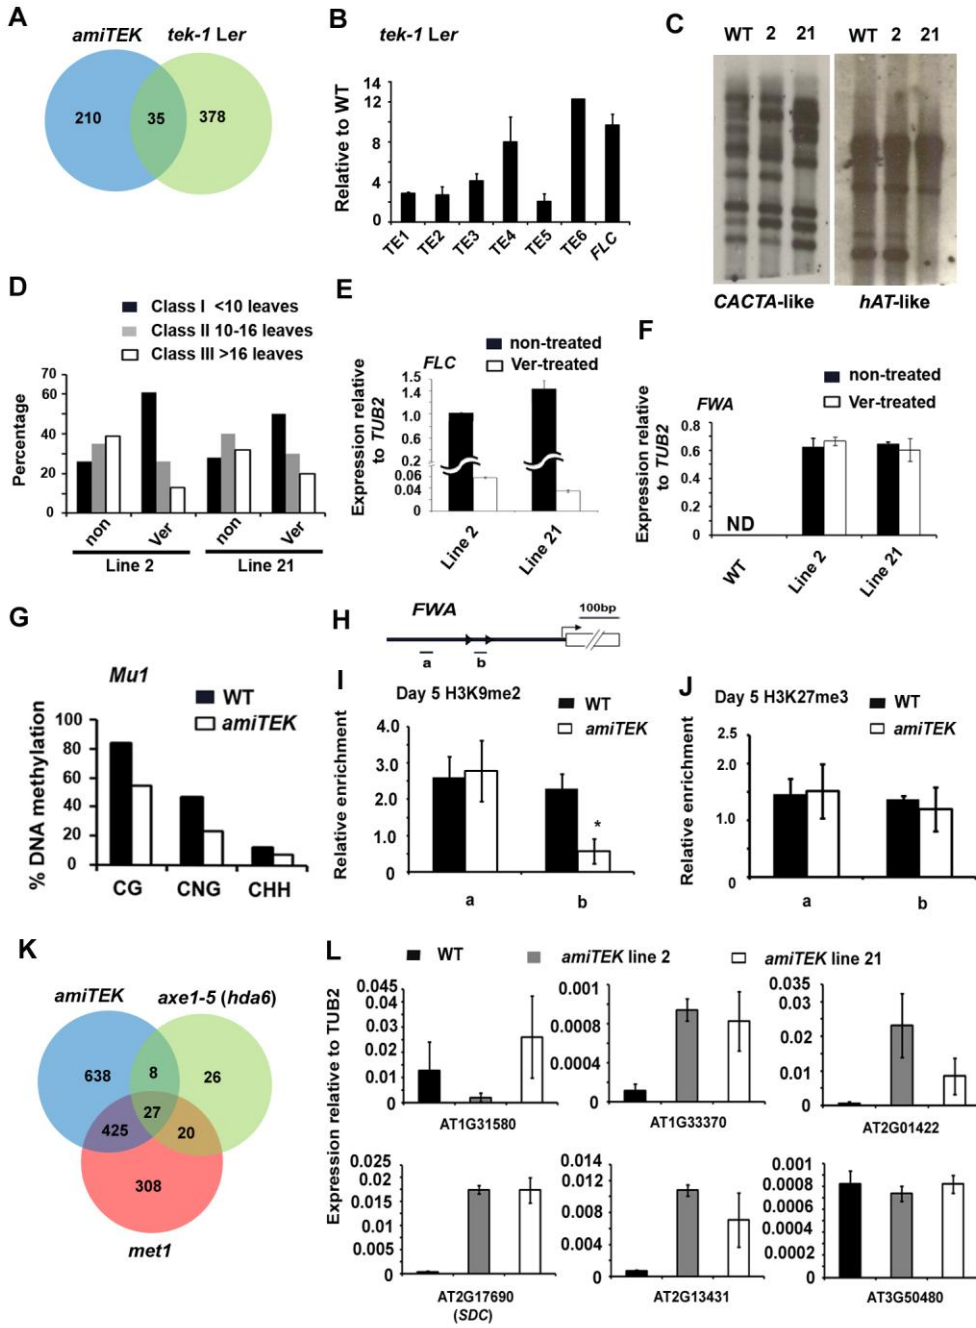 A
amiTEK
tek-1 Ler
210
35
378
B
tek-1 Ler
Relative to WT
12
8
4
0
TE1
TE2
TE3
TE4
TE5
TE6
FLC
C
WT 2 21 WT 2 21
CACTA-like
hAT-like
D
Class I <10 leaves
Class II 10-16 leaves
Class III >16 leaves
Percentage
70
60
40
20
0
non
Ver
non
Ver
Line 2
Line 21
E
non-treated
Ver-treated
FLC
Expression relative
to TUB2
1.5
1.4
1.0
0.6
0.2
0.06
0.04
0.00
Line 2
Line 21
F
non-treated
Ver-treated
FWA
Expression relative
to TUB2
0.8
0.6
0.4
0.2
0
ND
WT
Line 2
Line 21
G
Mu1
WT
amiTEK
% DNA methylation
100
80
60
40
20
0
CG
CNG
CHH
H
FWA
100bp
a
b
I
Day 5 H3K9me2
WT
amiTEK
Relative enrichment
4.0
3.0
2.0
1.0
0
*
a
b
J
Day 5 H3K27me3
WT
amiTEK
Relative enrichment
2.5
2.0
1.5
1.0
0
a
b
K
amiTEK
axe1-5 (hda6)
638
8
26
27
425
20
308
met1
L
WT
amiTEK line 2
amiTEK line 21
Expression relative to TUB2
0.045
0.04
0.03
0.02
0.01
0
AT1G31580
0.001
0.0008
0.0004
0
AT1G33370
0.035
0.03
0.02
0.01
0
AT2G01422
0.025
0.02
0.015
0.01
0.005
0
AT2G17690
(SDC)
0.014
0.012
0.008
0.004
0
AT2G13431
0.001
0.0008
0.0006
0.0004
0.0002
0
AT3G50480